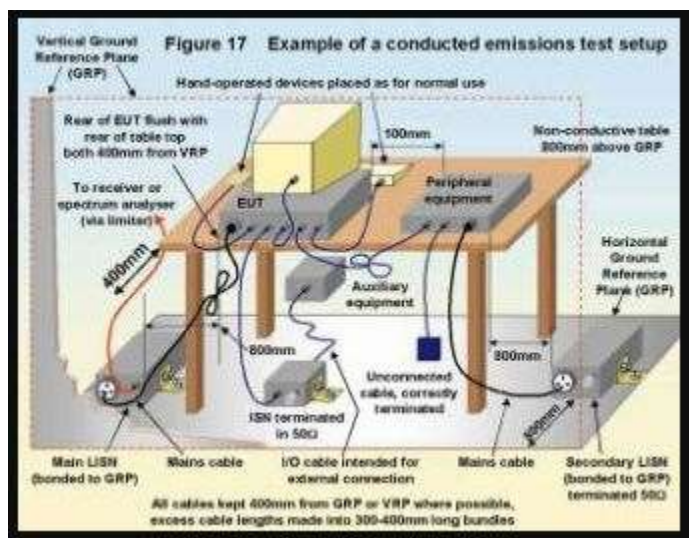 Figure 17 Example of a conducted emissions test setup
Vertical Ground
Reference Plane
(GRP)
Hand-operated devices placed as for normal use
Rear of EUT flush with
rear of table top
both 400mm from VRP
100mm
Non-conductive table
800mm above GRP
To receiver or
spectrum analyser
(via limiter)
EUT
Peripheral
equipment
400mm
Auxiliary
equipment
Horizontal
Ground
Reference
Plane (GRP)
800mm
800mm
Unconnected
cable, correctly
terminated
ISN terminated
in 50Ω
400mm
Main LISN
(bonded to GRP)
Mains cable
I/O cable intended for
external connection
Mains cable
Secondary LISN
(bonded to GRP)
terminated 50Ω
All cables kept 400mm from GRP or VRP where possible,
excess cable lengths made into 300-400mm long bundles